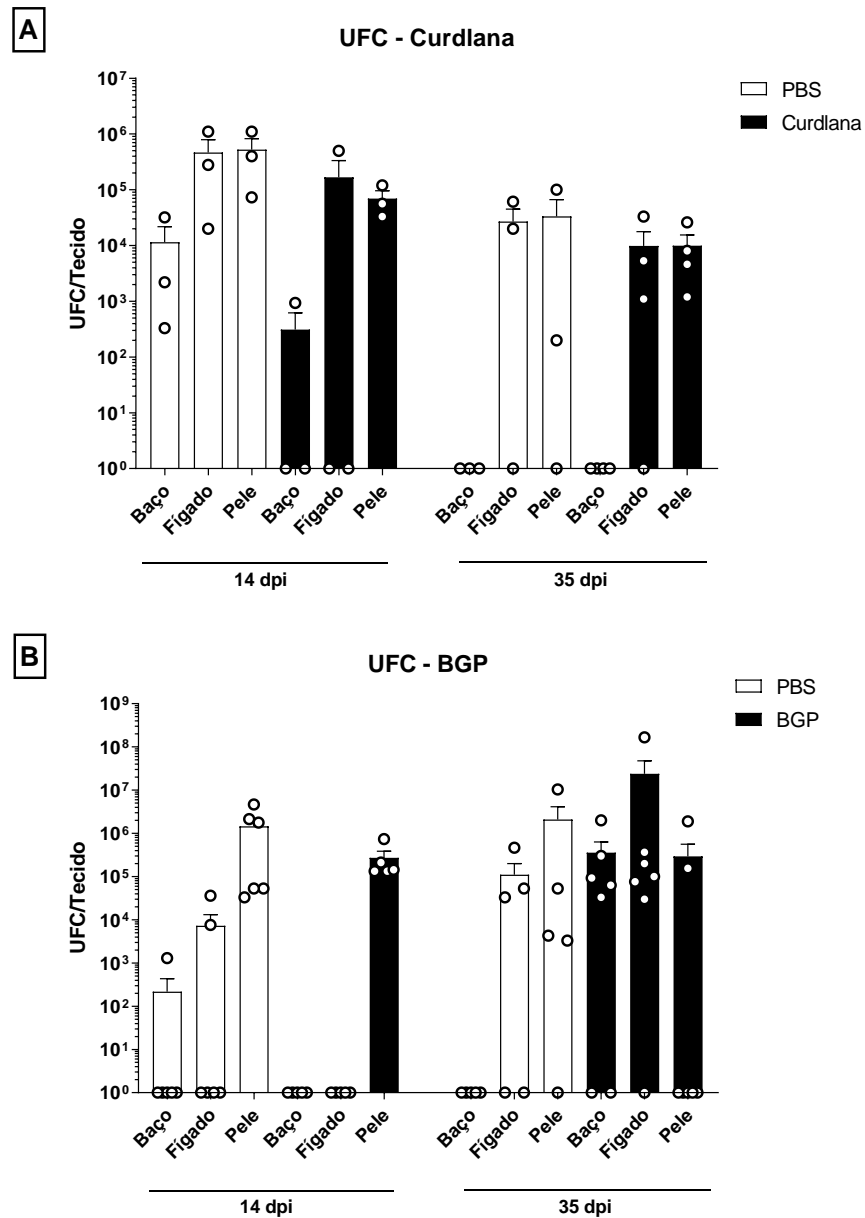 A
UFC - Curdlana
PBS
Curdlana
UFC/Tecido
10⁷
10⁶
10⁵
10⁴
10³
10²
10¹
10⁰
Baço
Fígado
Pele
Baço
Fígado
Pele
Baço
Fígado
Pele
Baço
Fígado
Pele
14 dpi
35 dpi
B
UFC - BGP
PBS
BGP
UFC/Tecido
10⁹
10⁸
10⁷
10⁶
10⁵
10⁴
10³
10²
10¹
10⁰
Baço
Fígado
Pele
Baço
Fígado
Pele
Baço
Fígado
Pele
Baço
Fígado
Pele
14 dpi
35 dpi